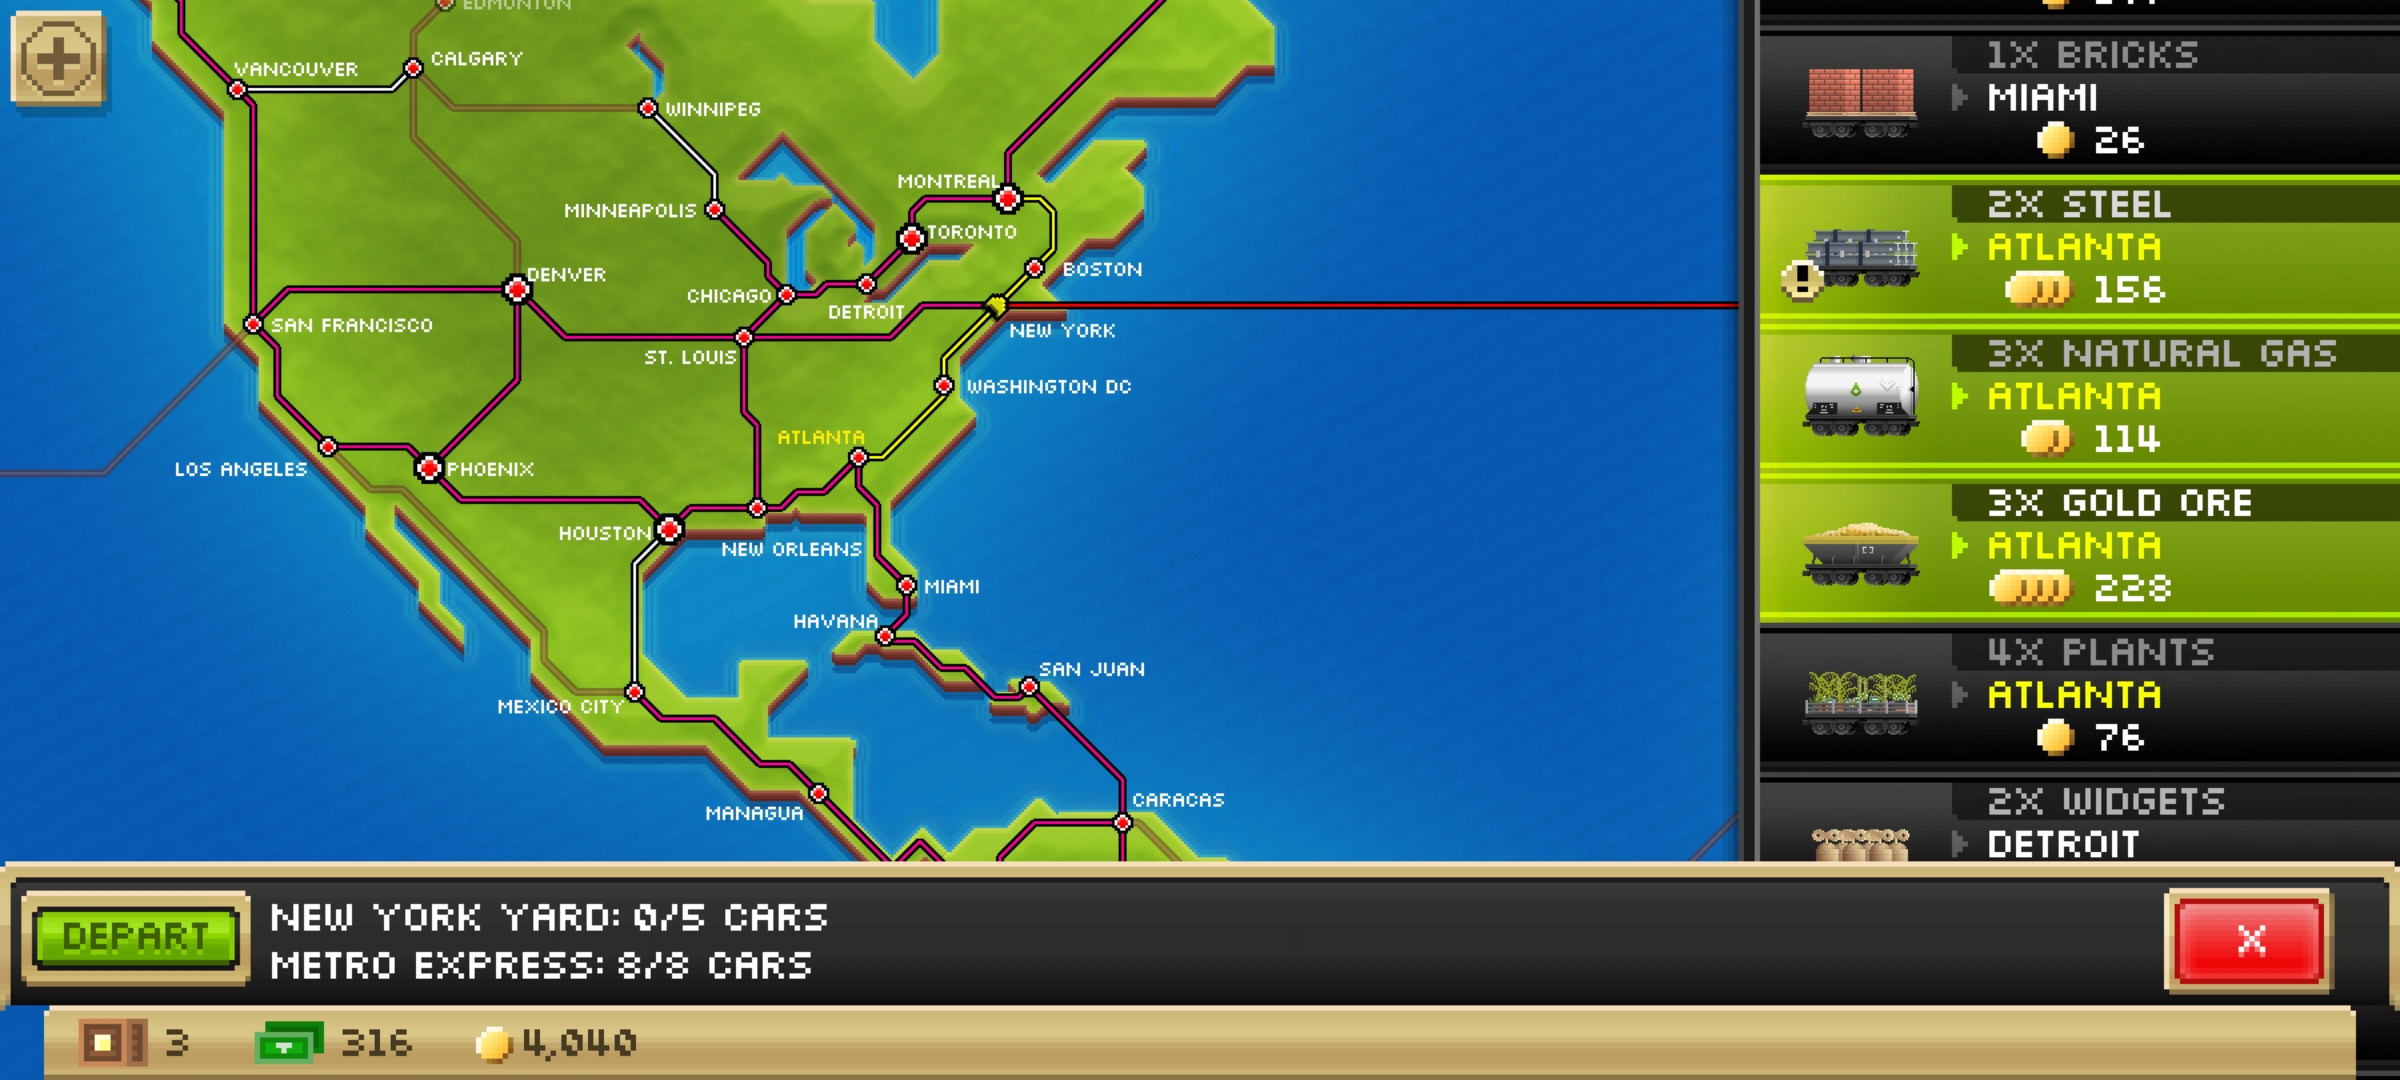 EDMONTON
CALGARY
VANCOUVER
WINNIPEG
MONTREAL
MINNEAPOLIS
TORONTO
BOSTON
DENVER
CHICAGO
DETROIT
SAN FRANCISCO
NEW YORK
ST. LOUIS
WASHINGTON DC
ATLANTA
LOS ANGELES
PHOENIX
HOUSTON
NEW ORLEANS
MIAMI
HAVANA
SAN JUAN
MEXICO CITY
CARACAS
MANAGUA
1X BRICKS
MIAMI
26
2X STEEL
ATLANTA
156
3X NATURAL GAS
ATLANTA
114
3X GOLD ORE
ATLANTA
228
4X PLANTS
ATLANTA
76
2X WIDGETS
DETROIT
DEPART
NEW YORK YARD: 0/5 CARS
METRO EXPRESS: 8/8 CARS
X
3
316
4,040